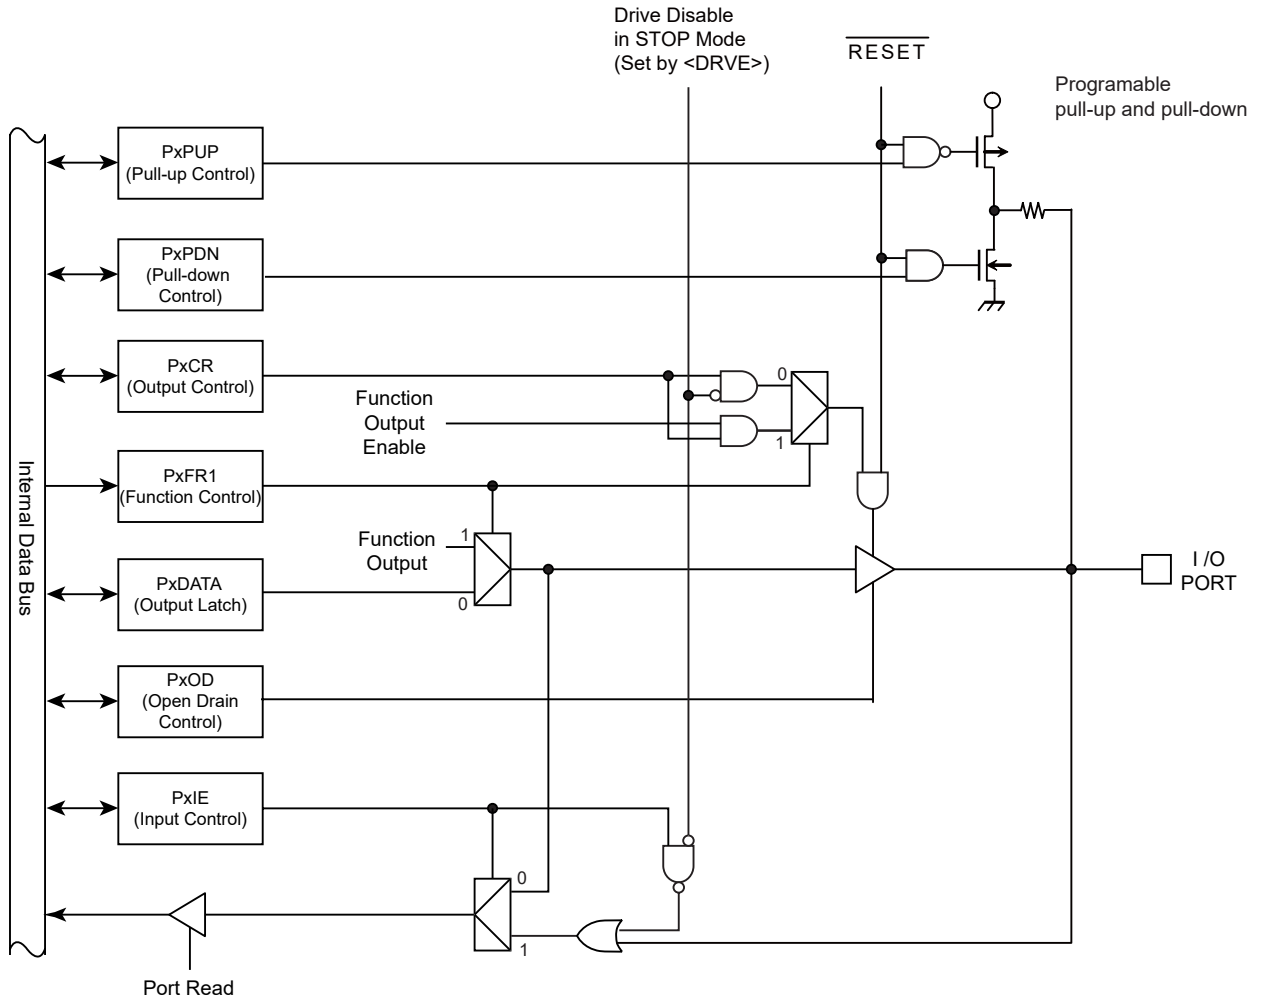 Drive Disable
in STOP Mode
(Set by <DRVE>)
RESET
Programable
pull-up and pull-down
PxPUP
(Pull-up Control)
PxPDN
(Pull-down
Control)
PxCR
(Output Control)
0
Function
Output
Enable
1
PxFR1
(Function Control)
Internal Data Bus
1
Function
Output
0
PxDATA
(Output Latch)
I /O
PORT
PxOD
(Open Drain
Control)
PxIE
(Input Control)
0
1
Port Read